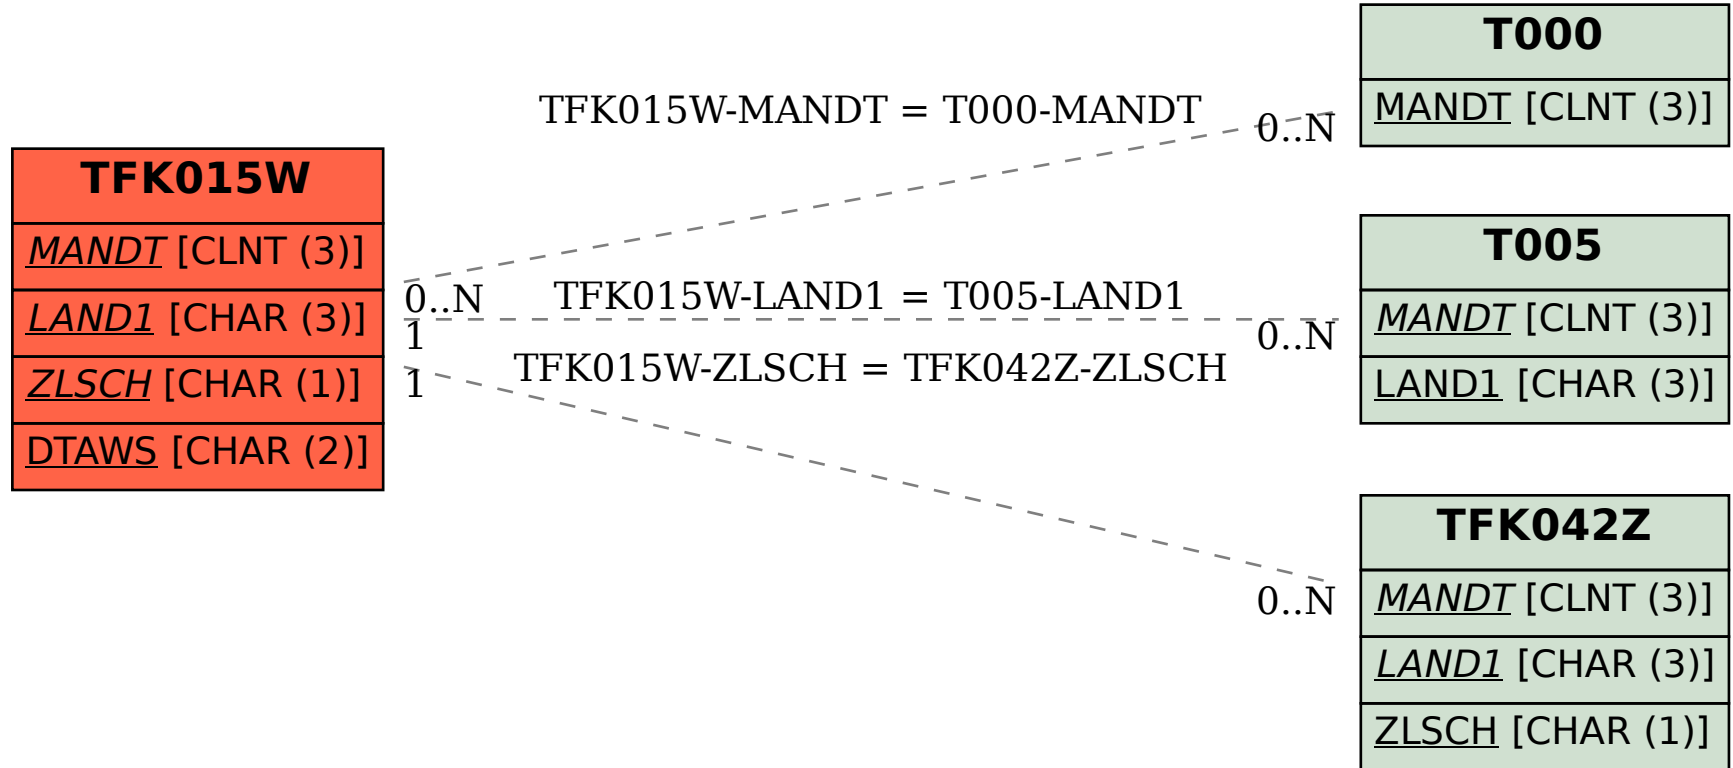 TFK015W
MANDT [CLNT (3)]
LAND1 [CHAR (3)]
ZLSCH [CHAR (1)]
DTAWS [CHAR (2)]
TFK015W-MANDT = T000-MANDT
0..N
0..N
TFK015W-LAND1 = T005-LAND1
1
0..N
TFK015W-ZLSCH = TFK042Z-ZLSCH
1
0..N
T000
MANDT [CLNT (3)]
T005
MANDT [CLNT (3)]
LAND1 [CHAR (3)]
TFK042Z
MANDT [CLNT (3)]
LAND1 [CHAR (3)]
ZLSCH [CHAR (1)]